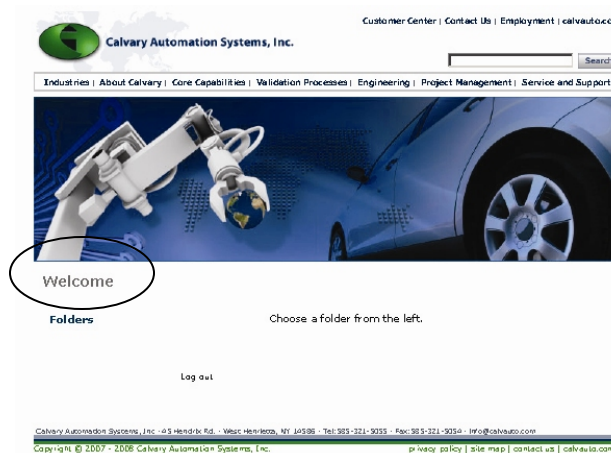 Customer Center | Contact Us | Employment | calvauto.co
Calvary Automation Systems, Inc.
Search
Industries | About Calvary | Core Capabilities | Validation Processes | Engineering | Project Management | Service and Support
Welcome
Folders
Choose a folder from the left.
Log out
Calvary Automation Systems, Inc · 45 Hendrix Rd. · West Henrietta, NY 14586 · Tel: 585-321-5055 · Fax: 585-321-5054 · info@calvauto.com
Copyright © 2007 - 2008 Calvary Automation Systems, Inc.
privacy policy | site map | contact us | calvauto.com